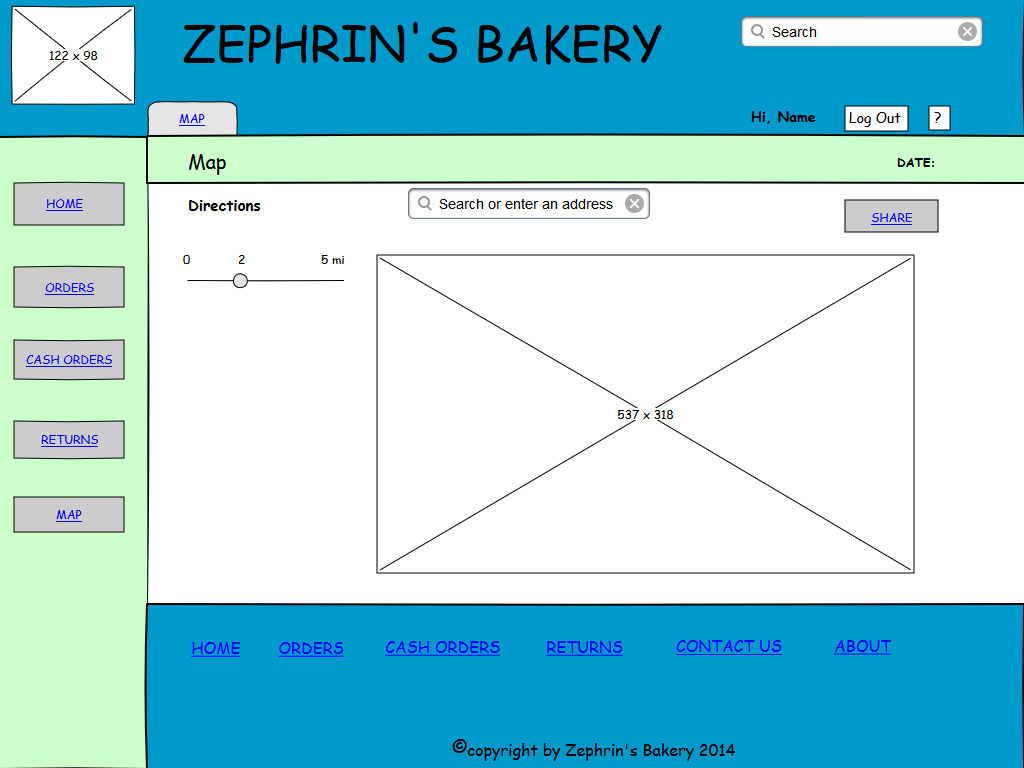 122 x 98
ZEPHRIN'S BAKERY
Search
MAP
Hi, Name
Log Out
?
Map
DATE:
HOME
ORDERS
CASH ORDERS
RETURNS
MAP
Directions
Search or enter an address
SHARE
0 2 5 mi
537 x 318
HOME ORDERS CASH ORDERS RETURNS CONTACT US ABOUT
©copyright by Zephrin's Bakery 2014